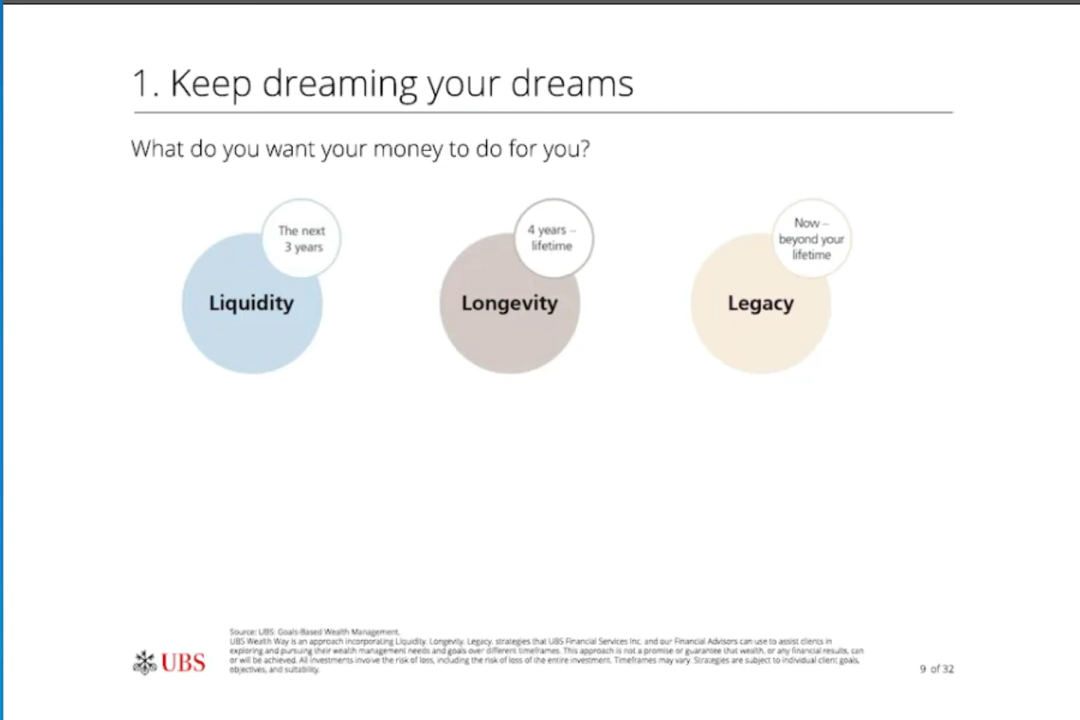 1. Keep dreaming your dreams
What do you want your money to do for you?
The next
3 years
Liquidity
4 years –
lifetime
Longevity
Now –
beyond your
lifetime
Legacy
Source: UBS: Goals-Based Wealth Management.
UBS Wealth Way is an approach incorporating Liquidity. Longevity. Legacy. strategies that UBS Financial Services Inc. and our Financial Advisors can use to assist clients in
exploring and pursuing their wealth management needs and goals over different timeframes. This approach is not a promise or guarantee that wealth, or any financial results, can
or will be achieved. All investments involve the risk of loss, including the risk of loss of the entire investment. Timeframes may vary. Strategies are subject to individual client goals,
objectives, and suitability.
UBS
9 of 32